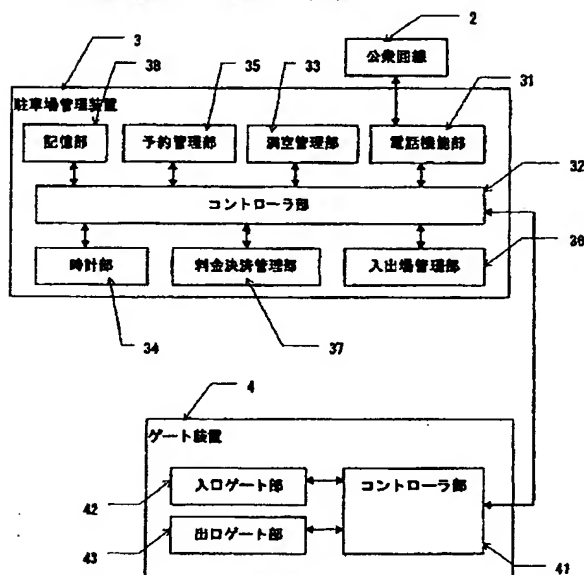 2
3
公衆回線
38
35
33
31
駐車場管理装置
記憶部
予約管理部
満空管理部
電話機能部
32
コントローラ部
時計部
料金決済管理部
入出場管理部
36
34
37
4
ゲート装置
入口ゲート部
コントローラ部
42
出口ゲート部
43
41